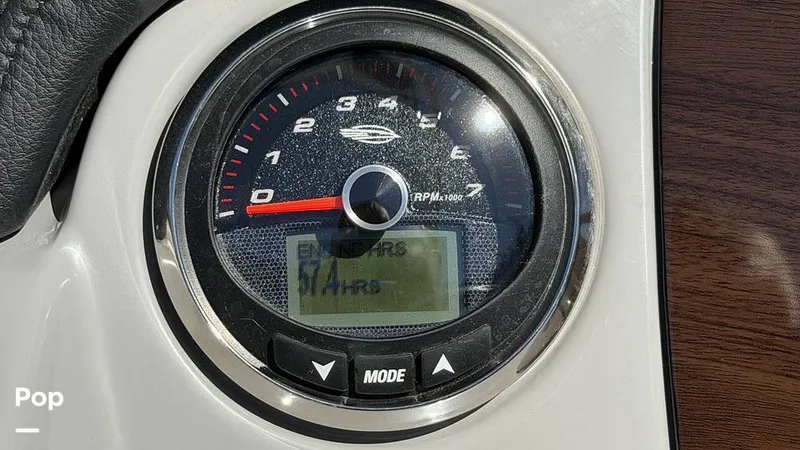 0 1 2 3 4 5 6 7
RPMx1000
ENGINE HRS
57.4 HRS
MODE
Pop